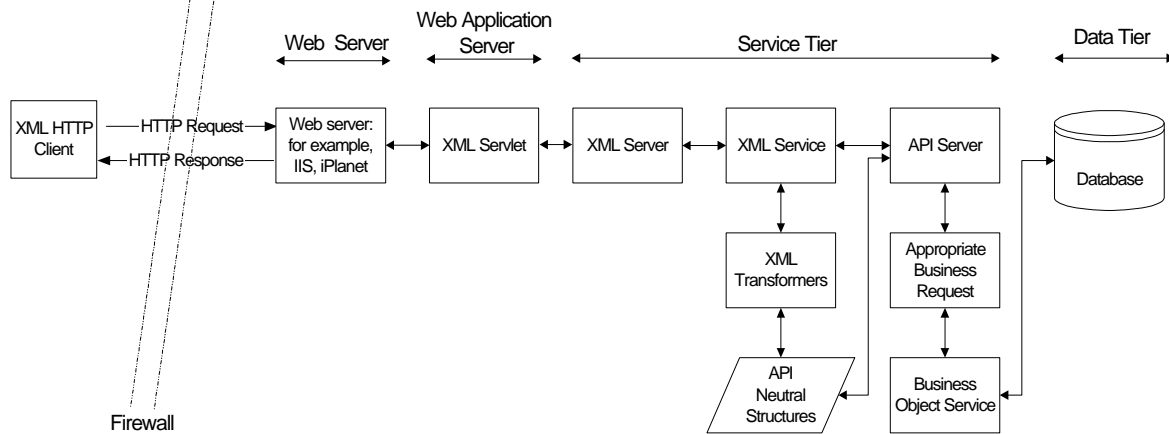 Web Server
Web Application
Server
Service Tier
Data Tier
XML HTTP
Client
HTTP Request
HTTP Response
Web server:
for example,
IIS, iPlanet
XML Servlet
XML Server
XML Service
API Server
Database
XML
Transformers
Appropriate
Business
Request
API
Neutral
Structures
Business
Object Service
Firewall